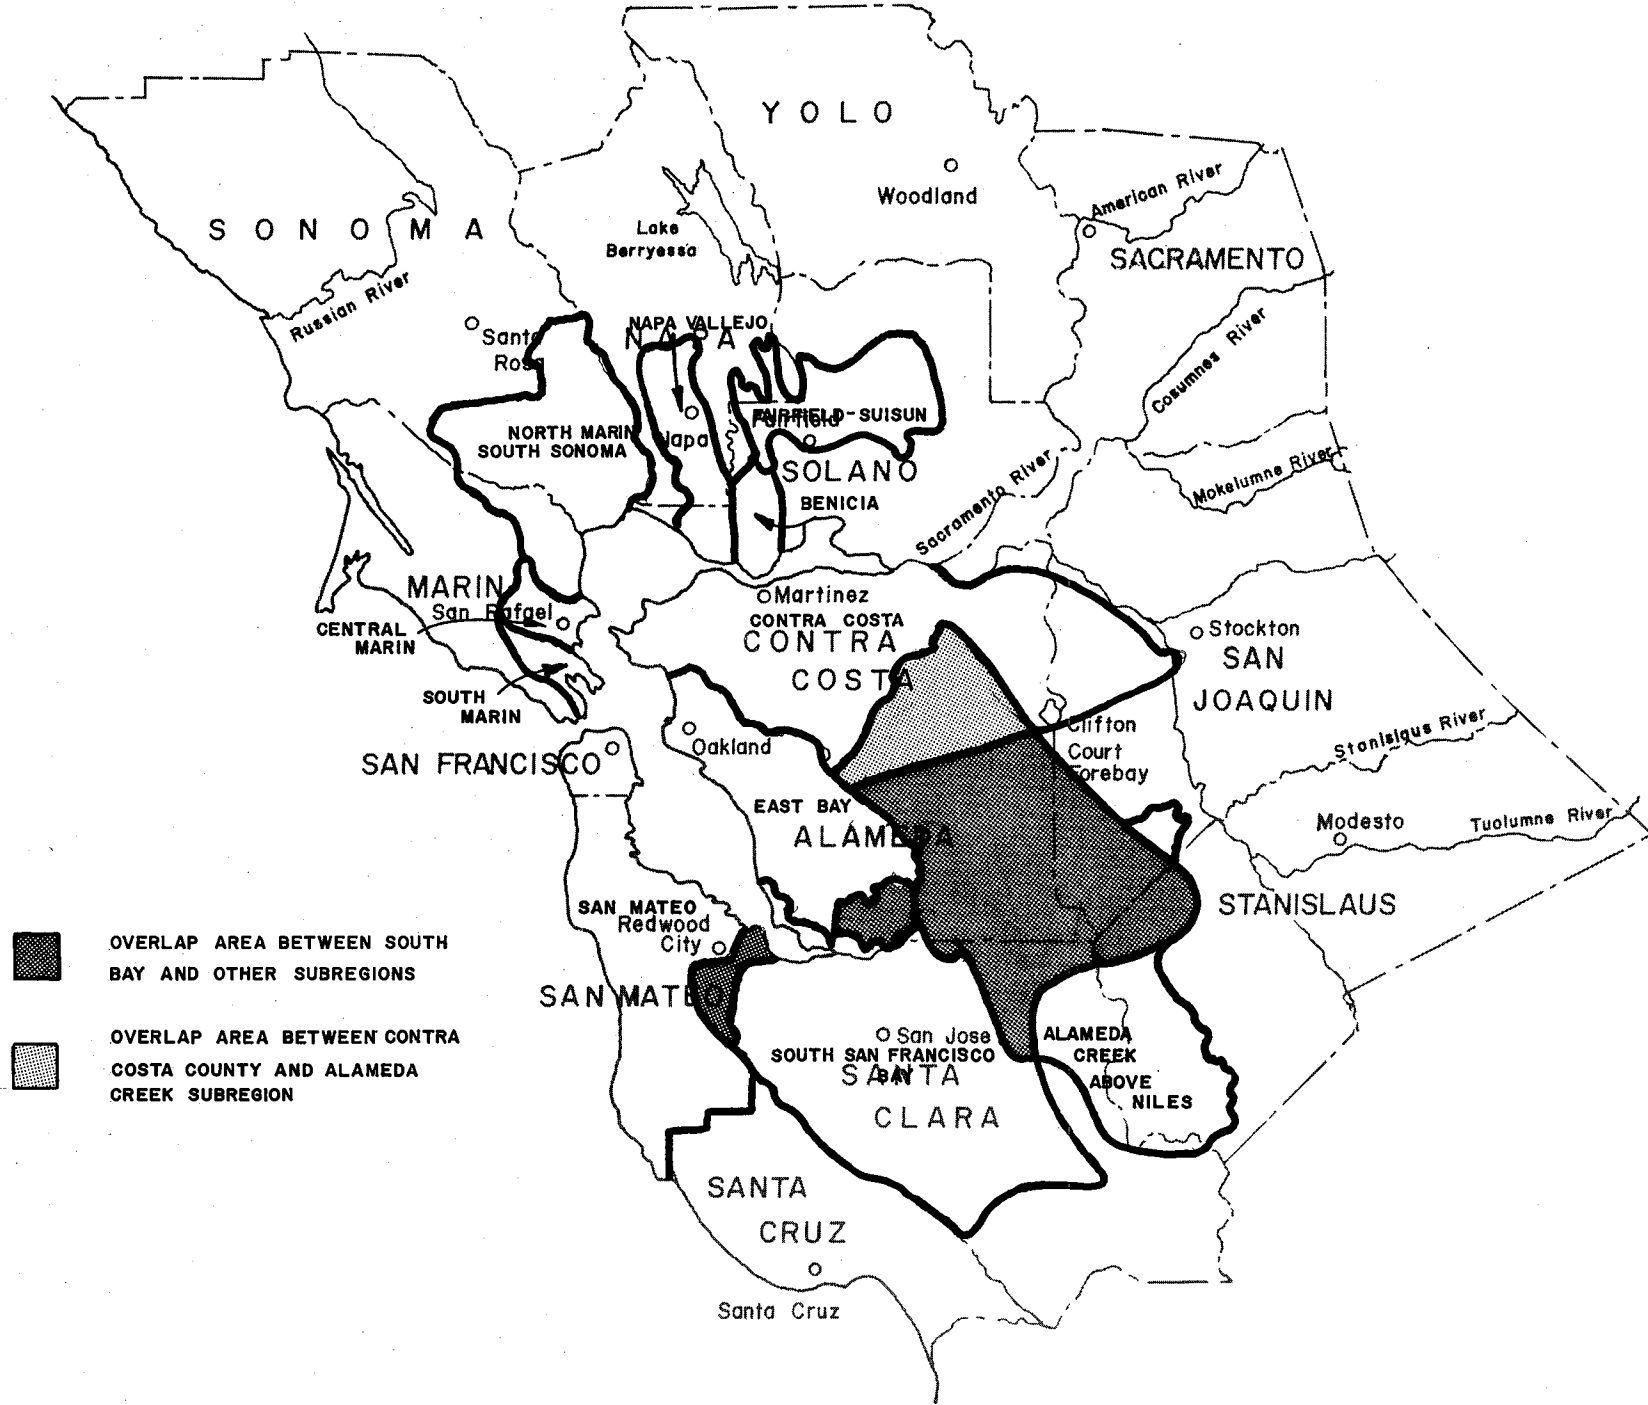 YOLO
Woodland
American River
SACRAMENTO
SONOMA
Lake
Berryessa
Russian River
Santa
Rosa
NAPA VALLEJO
NAPA
Cosumnes River
FAIRFIELD-SUISUN
Fairfield
NORTH MARIN
SOUTH SONOMA
Napa
SOLANO
BENICIA
Sacramento River
Mokelumne River
MARIN
San Rafael
CENTRAL
MARIN
SOUTH
MARIN
Martinez
CONTRA COSTA
CONTRA
COSTA
Stockton
SAN
JOAQUIN
Oakland
Clifton
Court
Forebay
Stanislaus River
SAN FRANCISCO
EAST BAY
ALAMEDA
Modesto
Tuolumne River
STANISLAUS
SAN MATEO
Redwood
City
SAN MATEO
OVERLAP AREA BETWEEN SOUTH
BAY AND OTHER SUBREGIONS
OVERLAP AREA BETWEEN CONTRA
COSTA COUNTY AND ALAMEDA
CREEK SUBREGION
San Jose
SOUTH SAN FRANCISCO
BAY
SANTA
CLARA
ALAMEDA
CREEK
ABOVE
NILES
SANTA
CRUZ
Santa Cruz